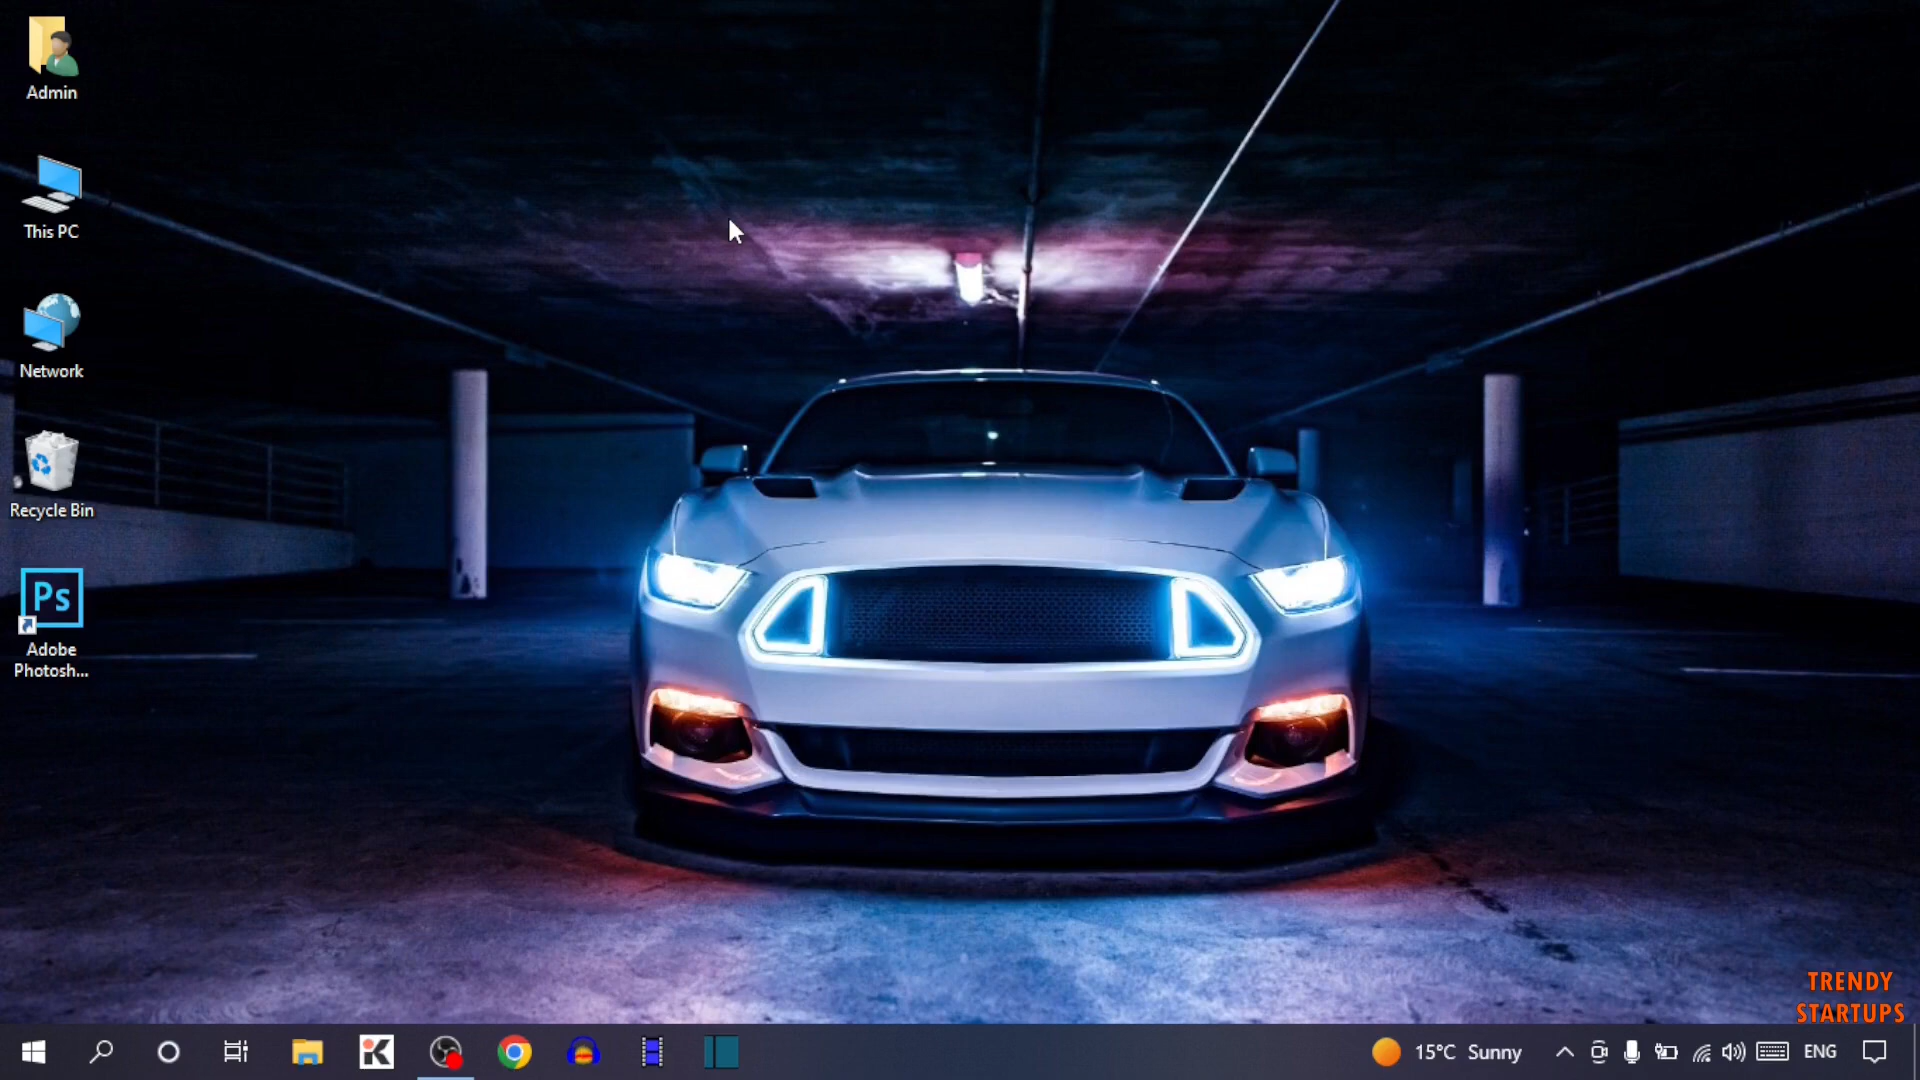 Admin
This PC
Network
Recycle Bin
Ps
Adobe
Photosh...
TRENDY
STARTUPS
15°C Sunny
ENG